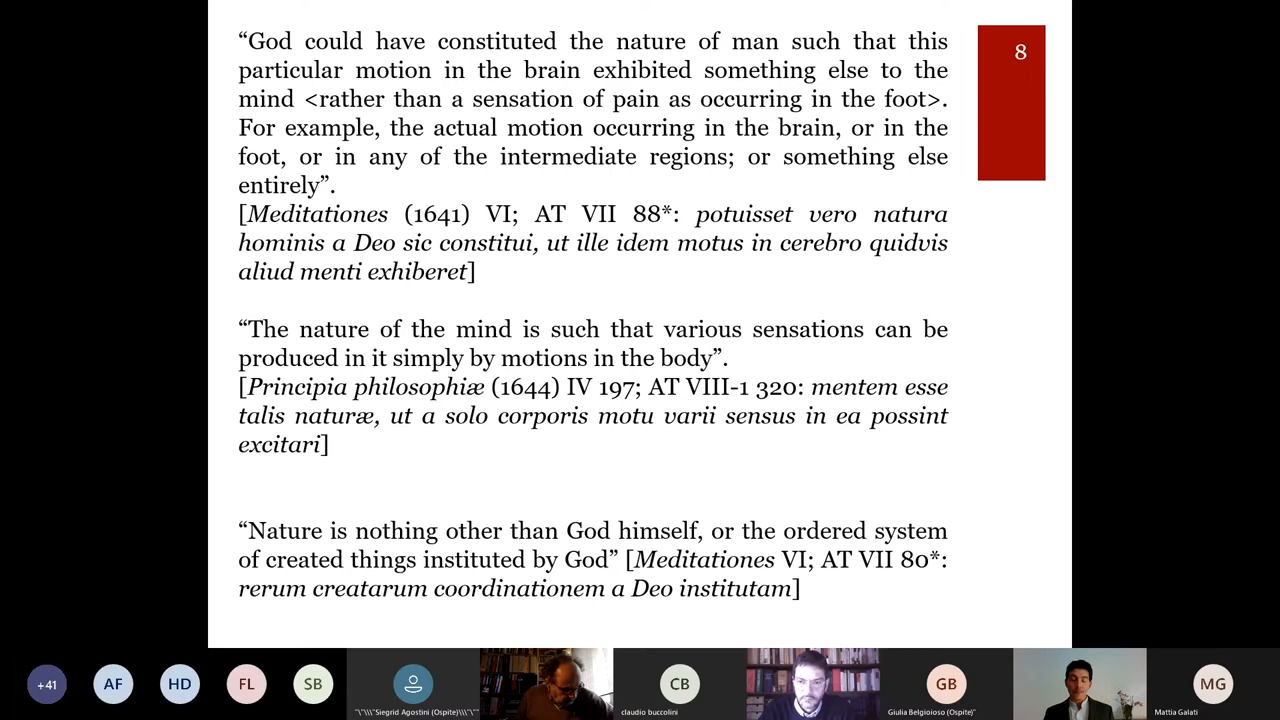 “God could have constituted the nature of man such that this
particular motion in the brain exhibited something else to the
mind <rather than a sensation of pain as occurring in the foot>.
For example, the actual motion occurring in the brain, or in the
foot, or in any of the intermediate regions; or something else
entirely”.
[Meditationes (1641) VI; AT VII 88*: potuisset vero natura
hominis a Deo sic constitui, ut ille idem motus in cerebro quidvis
aliud menti exhiberet]
“The nature of the mind is such that various sensations can be
produced in it simply by motions in the body”.
[Principia philosophiæ (1644) IV 197; AT VIII-1 320: mentem esse
talis naturæ, ut a solo corporis motu varii sensus in ea possint
excitari]
“Nature is nothing other than God himself, or the ordered system
of created things instituted by God” [Meditationes VI; AT VII 80*:
rerum creatarum coordinationem a Deo institutam]
8
+41
AF
HD
FL
SB
"\"\\\"Siegrid Agostini (Ospite)\\\"\""
CB
claudio buccolini
GB
Giulia Belgioioso (Ospite)"
MG
Mattia Galati